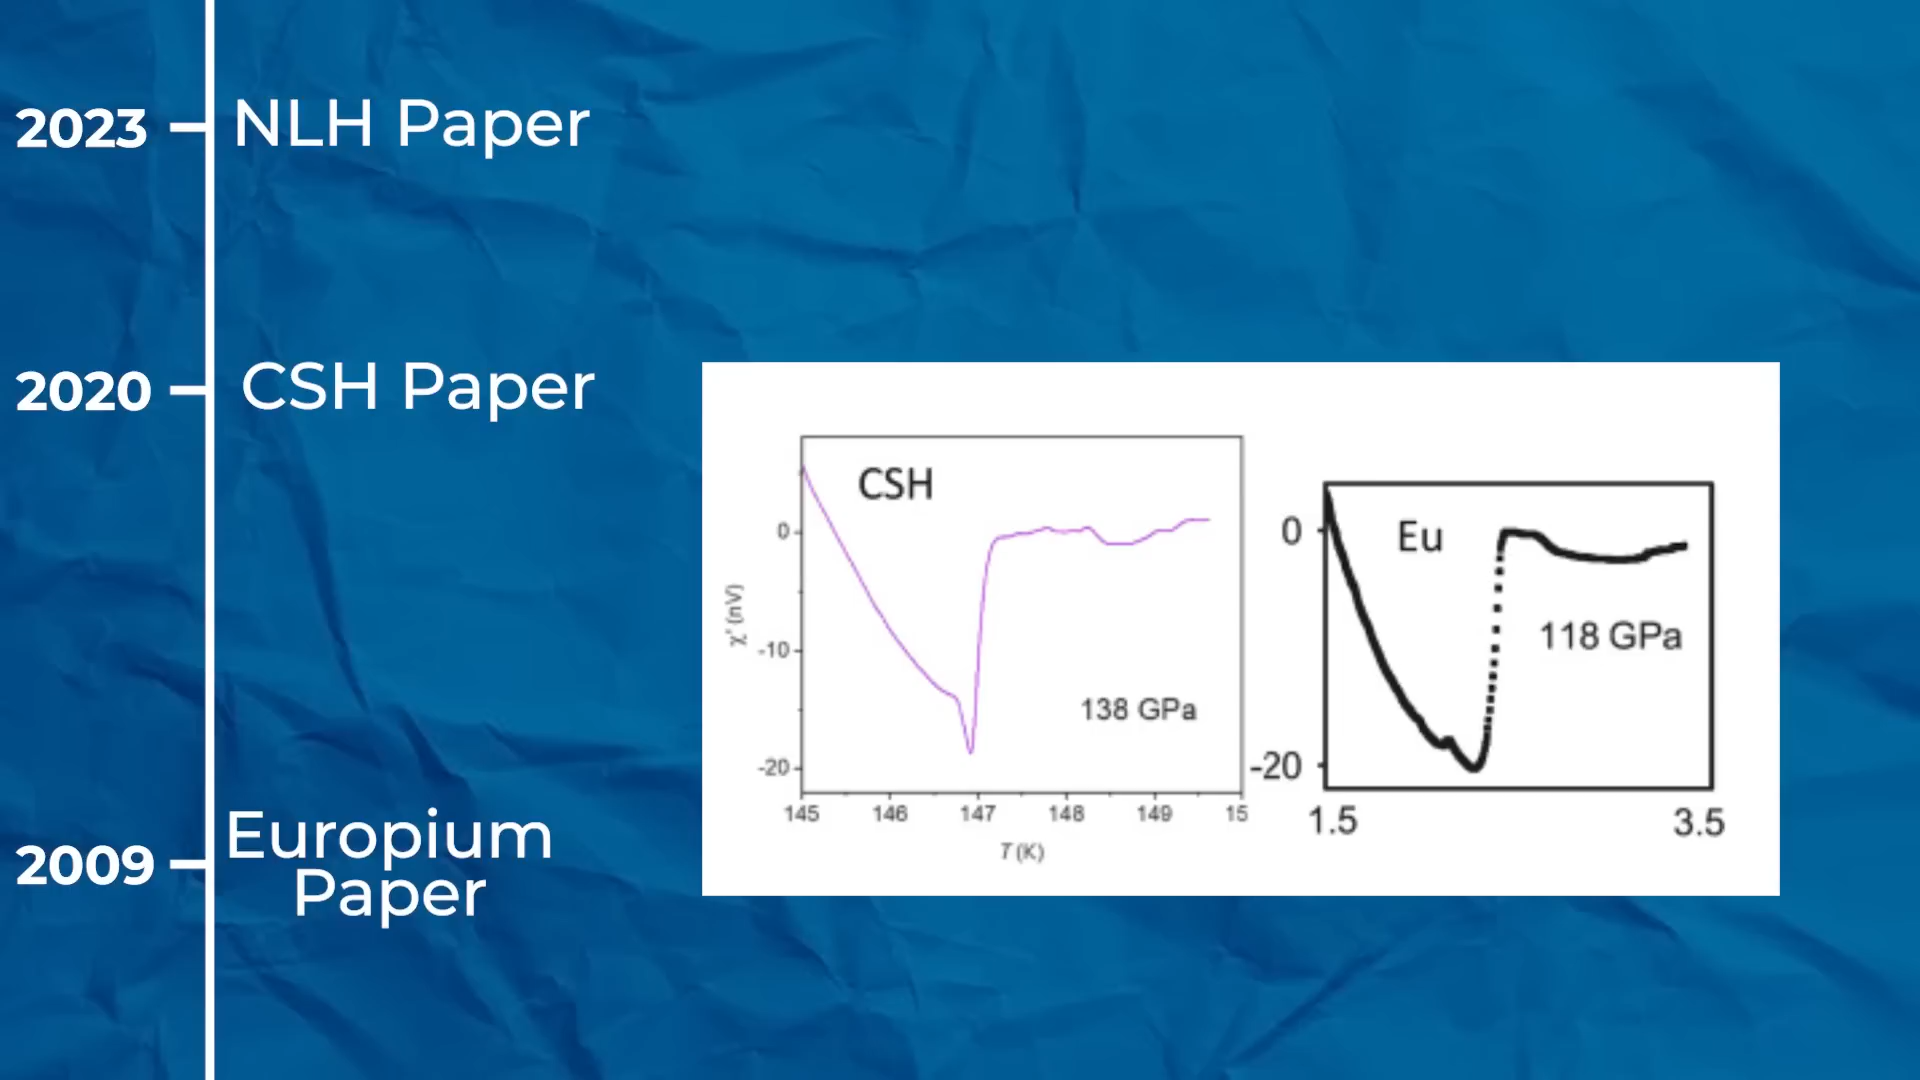 2023
NLH Paper
2020
CSH Paper
2009
Europium
Paper
CSH
χ' (nV)
0
-10
-20
138 GPa
145 146 147 148 149 15
T (K)
Eu
0
-20
118 GPa
1.5 3.5